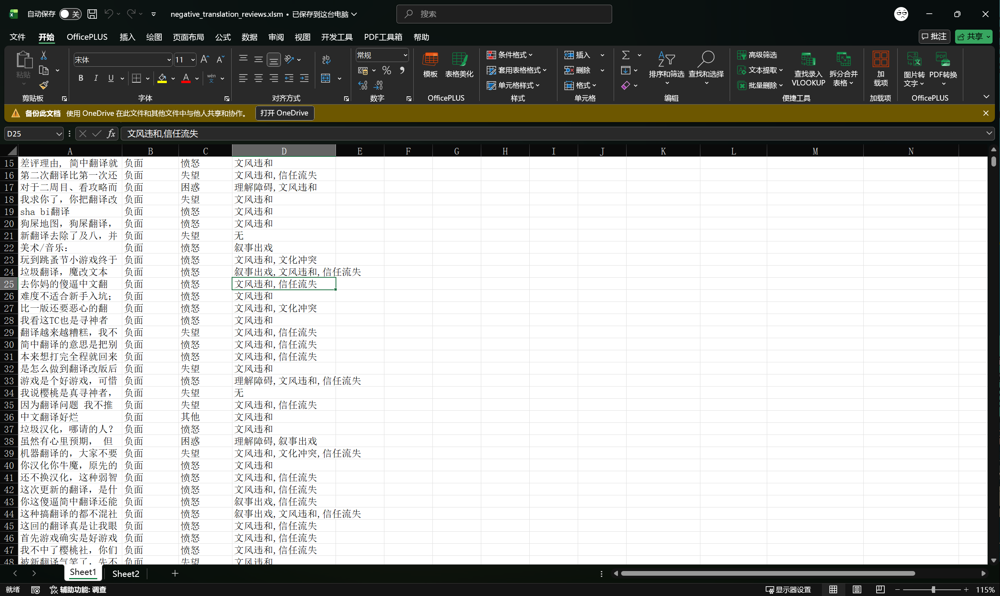 自动保存 关 negative_translation_reviews.xlsm • 已保存到这台电脑 搜索
文件 开始 OfficePLUS 插入 绘图 页面布局 公式 数据 审阅 视图 开发工具 PDF工具箱 帮助 批注 共享
粘贴 剪贴板
宋体 11 B I U A wén 文 字体
ab 对齐方式
常规 % 数字
模板 表格美化 OfficePLUS
条件格式 套用表格格式 单元格样式 样式
插入 删除 格式 单元格
排序和筛选 查找和选择 编辑
高级筛选 文本提取 批量删除 查找录入 VLOOKUP 拆分合并 表格 便捷工具
加载项 加载项
图片转文字 PDF转换 OfficePLUS
备份此文档 使用 OneDrive 在此文件和其他文件中与他人共享和协作。 打开 OneDrive
D25 fx 文风违和,信任流失
A B C D E F G H I J K L M N
15 差评理由, 简中翻译就 负面 愤怒 文风违和
16 第二次翻译比第一次还 负面 失望 文风违和,信任流失
17 对于二周目、看攻略而 负面 困惑 理解障碍,文风违和
18 我求你了，你把翻译改 负面 失望 文风违和
19 sha bi翻译 负面 愤怒 文风违和
20 狗屎地图，狗屎翻译， 负面 愤怒 文风违和
21 新翻译去除了及八，并 负面 失望 无
22 美术/音乐： 负面 愤怒 叙事出戏
23 玩到跳蚤节小游戏终于 负面 愤怒 文风违和,文化冲突
24 垃圾翻译，魔改文本 负面 愤怒 叙事出戏,文风违和,信任流失
25 去你妈的傻逼中文翻 负面 愤怒 文风违和,信任流失
26 难度不适合新手入坑； 负面 愤怒 文风违和
27 比一版还要恶心的翻 负面 愤怒 文风违和,文化冲突
28 我看这TC也是寻神者 负面 愤怒 文风违和
29 翻译越来越糟糕，我不 负面 失望 文风违和,信任流失
30 简中翻译的意思是把别 负面 愤怒 文风违和,信任流失
31 本来想打完全程就回来 负面 愤怒 文风违和,信任流失
32 是怎么做到翻译改版后 负面 失望 文风违和
33 游戏是个好游戏，可惜 负面 愤怒 理解障碍,文风违和,信任流失
34 我说樱桃是真寻神者， 负面 失望 无
35 因为翻译问题 我不推 负面 失望 文风违和,信任流失
36 中文翻译好烂 负面 其他 文风违和
37 垃圾汉化，哪请的人？ 负面 愤怒 文风违和
38 虽然有心里预期， 但 负面 困惑 理解障碍,叙事出戏
39 机器翻译的，大家不要 负面 失望 文风违和,文化冲突,信任流失
40 你汉化你牛魔，原先的 负面 愤怒 文风违和
41 还不换汉化，这种弱智 负面 愤怒 文风违和,信任流失
42 这次更新的翻译，是什 负面 愤怒 文风违和,信任流失
43 你这傻逼简中翻译还能 负面 愤怒 叙事出戏,信任流失
44 这种搞翻译的都不混社 负面 愤怒 叙事出戏,文风违和,信任流失
45 这回的翻译真是让我眼 负面 愤怒 文风违和,信任流失
46 首先游戏确实是好游戏 负面 愤怒 文风违和,信任流失
47 我不中了樱桃社，你们 负面 愤怒 文风违和,信任流失
48 被新翻译气笑了，先不 负面 失望 文风违和
Sheet1 Sheet2
就绪 辅助功能: 调查 显示器设置 115%